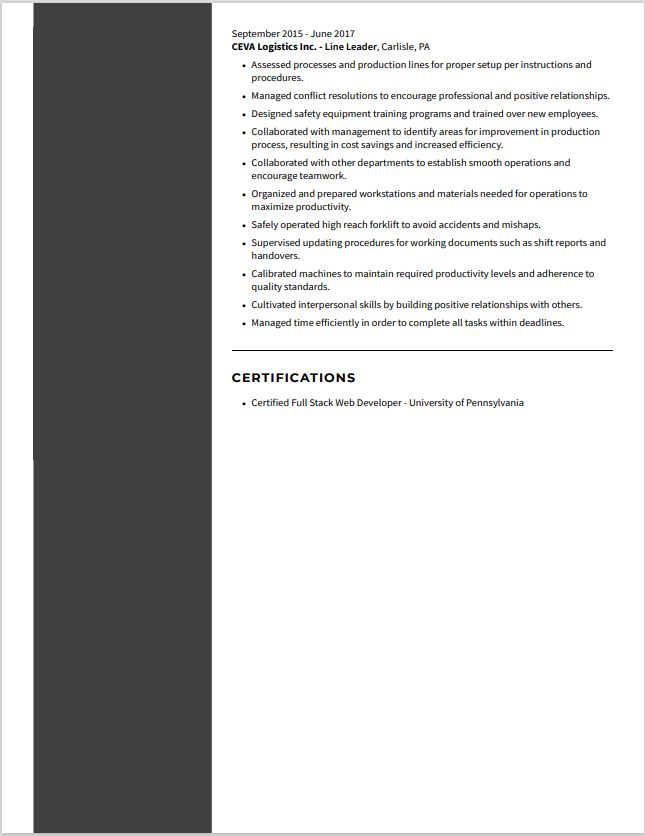 September 2015 - June 2017
CEVA Logistics Inc. - Line Leader, Carlisle, PA
• Assessed processes and production lines for proper setup per instructions and
procedures.
• Managed conflict resolutions to encourage professional and positive relationships.
• Designed safety equipment training programs and trained over new employees.
• Collaborated with management to identify areas for improvement in production
process, resulting in cost savings and increased efficiency.
• Collaborated with other departments to establish smooth operations and
encourage teamwork.
• Organized and prepared workstations and materials needed for operations to
maximize productivity.
• Safely operated high reach forklift to avoid accidents and mishaps.
• Supervised updating procedures for working documents such as shift reports and
handovers.
• Calibrated machines to maintain required productivity levels and adherence to
quality standards.
• Cultivated interpersonal skills by building positive relationships with others.
• Managed time efficiently in order to complete all tasks within deadlines.
CERTIFICATIONS
• Certified Full Stack Web Developer - University of Pennsylvania